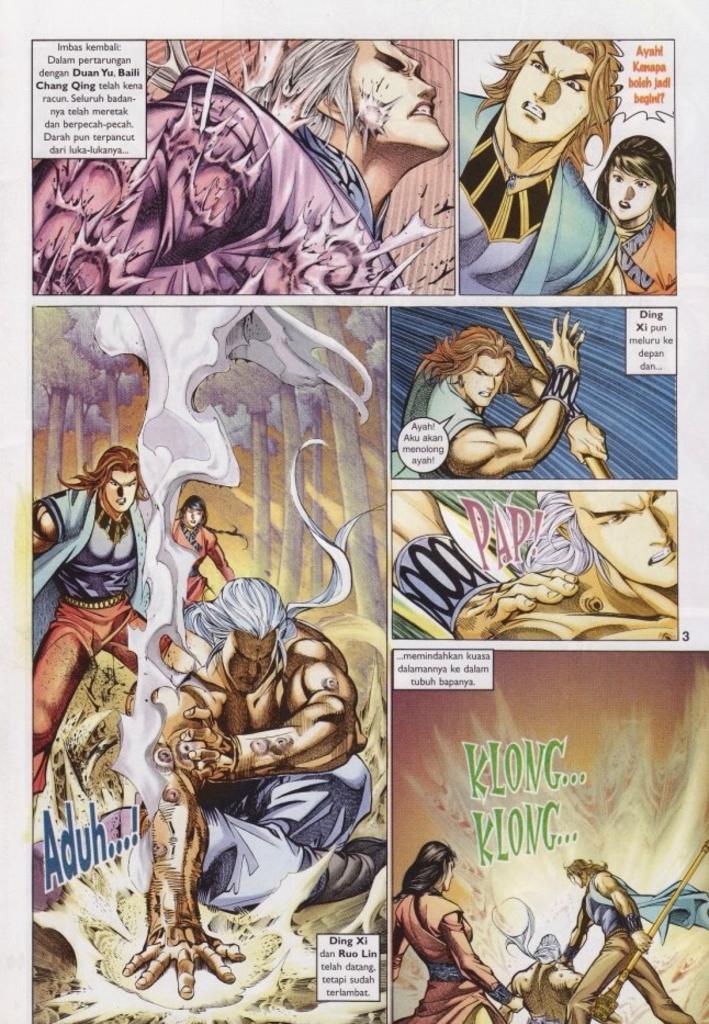 Imbas kembali:
Dalam pertarungan
dengan Duan Yu, Baili
Chang Qing telah kena
racun. Seluruh badan-
nya telah meretak
dan berpecah-pecah.
Darah pun terpancut
dari luka-lukanya...
Ayah!
Kenapa
boleh jadi
begini?
Ding
Xi pun
meluru ke
depan
dan...
Ayah!
Aku akan
menolong
ayah!
PAP!
3
Aduh...!
Ding Xi
dan Ruo Lin
telah datang,
tetapi sudah
terlambat.
...memindahkan kuasa
dalamannya ke dalam
tubuh bapanya.
KLONG...
KLONG...